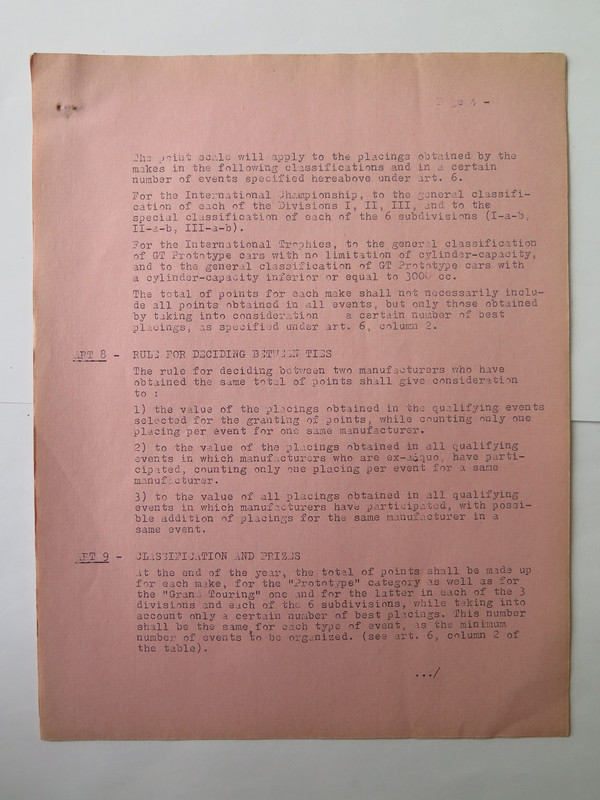 Page 4 -
The point scale will apply to the placings obtained by the
makes in the following classifications and in a certain
number of events specified hereabove under art. 6.
For the International Championship, to the general classifi-
cation of each of the Divisions I, II, III, and to the
special classification of each of the 6 subdivisions (I-a-b,
II-a-b, III-a-b).
For the International Trophies, to the general classification
of GT Prototype cars with no limitation of cylinder-capacity,
and to the general classification of GT Prototype cars with
a cylinder-capacity inferior or equal to 3000 cc.
The total of points for each make shall not necessarily inclu-
de all points obtained in all events, but only those obtained
by taking into consideration a certain number of best
placings, as specified under art. 6, column 2.
ART 8 - RULE FOR DECIDING BETWEEN TIES
The rule for deciding between two manufacturers who have
obtained the same total of points shall give consideration
to :
1) the value of the placings obtained in the qualifying events
selected for the granting of points, while counting only one
placing per event for one same manufacturer.
2) to the value of the placings obtained in all qualifying
events in which manufacturers who are ex-aequo, have parti-
cipated, counting only one placing per event for a same
manufacturer.
3) to the value of all placings obtained in all qualifying
events in which manufacturers have participated, with possi-
ble addition of placings for the same manufacturer in a
same event.
ART 9 - CLASSIFICATION AND PRIZES
At the end of the year, the total of points shall be made up
for each make, for the "Prototype" category as well as for
the "Grand Touring" one and for the latter in each of the 3
divisions and each of the 6 subdivisions, while taking into
account only a certain number of best placings. This number
shall be the same for each type of event, as the minimum
number of events to be organized. (see art. 6, column 2 of
the table).
.../